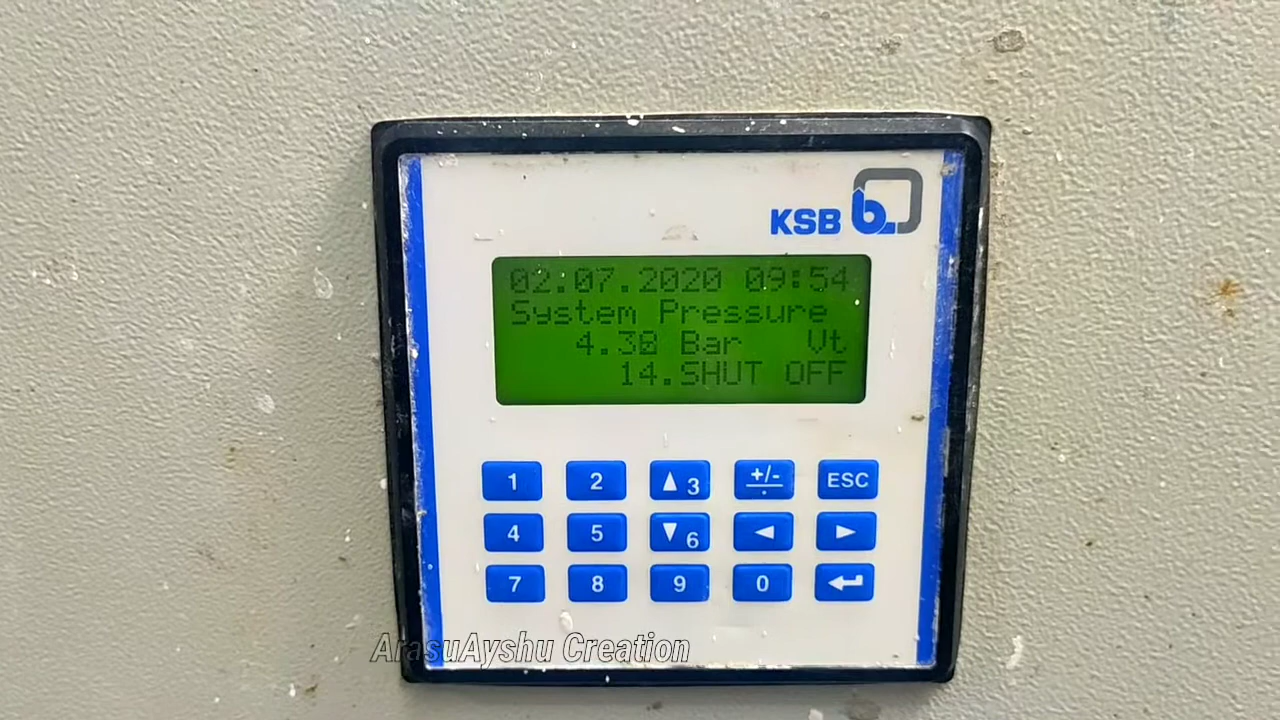 KSB b
02.07.2020 09:54
System Pressure
4.30 Bar Vt
14.SHUT OFF
1 2 ▲ 3 +/- . ESC
4 5 ▼ 6 ◄ ►
7 8 9 0 ↵
ArasuAyshu Creation